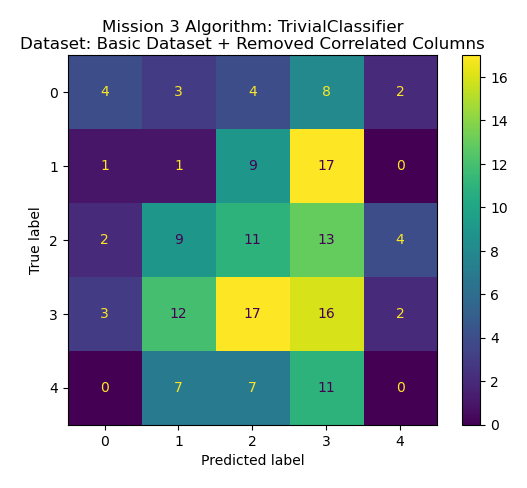 Mission 3 Algorithm: TrivialClassifier
Dataset: Basic Dataset + Removed Correlated Columns
True label
0 4 3 4 8 2
1 1 1 9 17 0
2 2 9 11 13 4
3 3 12 17 16 2
4 0 7 7 11 0
0 1 2 3 4
Predicted label
16
14
12
10
8
6
4
2
0